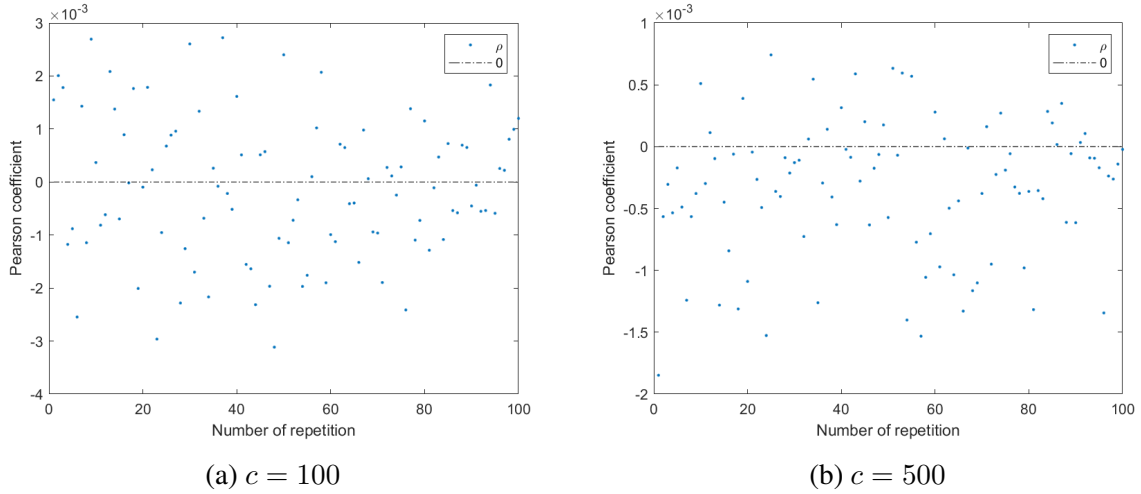 ×10⁻³
3
2
1
0
-1
-2
-3
-4
0 20 40 60 80 100
Pearson coefficient
Number of repetition
ρ
0
(a) c = 100
×10⁻³
1
0.5
0
-0.5
-1
-1.5
-2
0 20 40 60 80 100
Pearson coefficient
Number of repetition
ρ
0
(b) c = 500